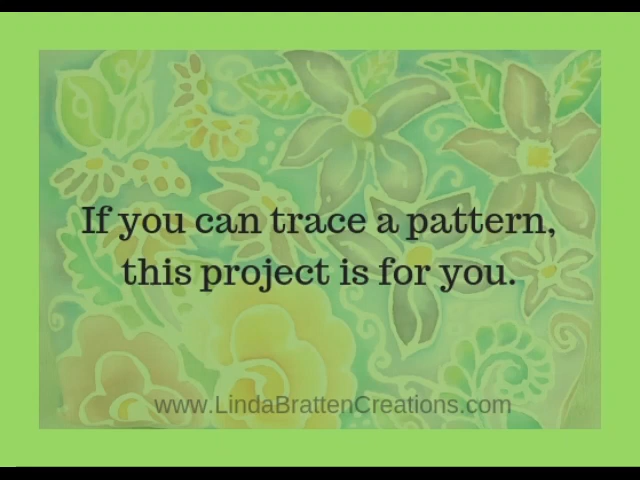 If you can trace a pattern,
this project is for you.
www.LindaBrattenCreations.com